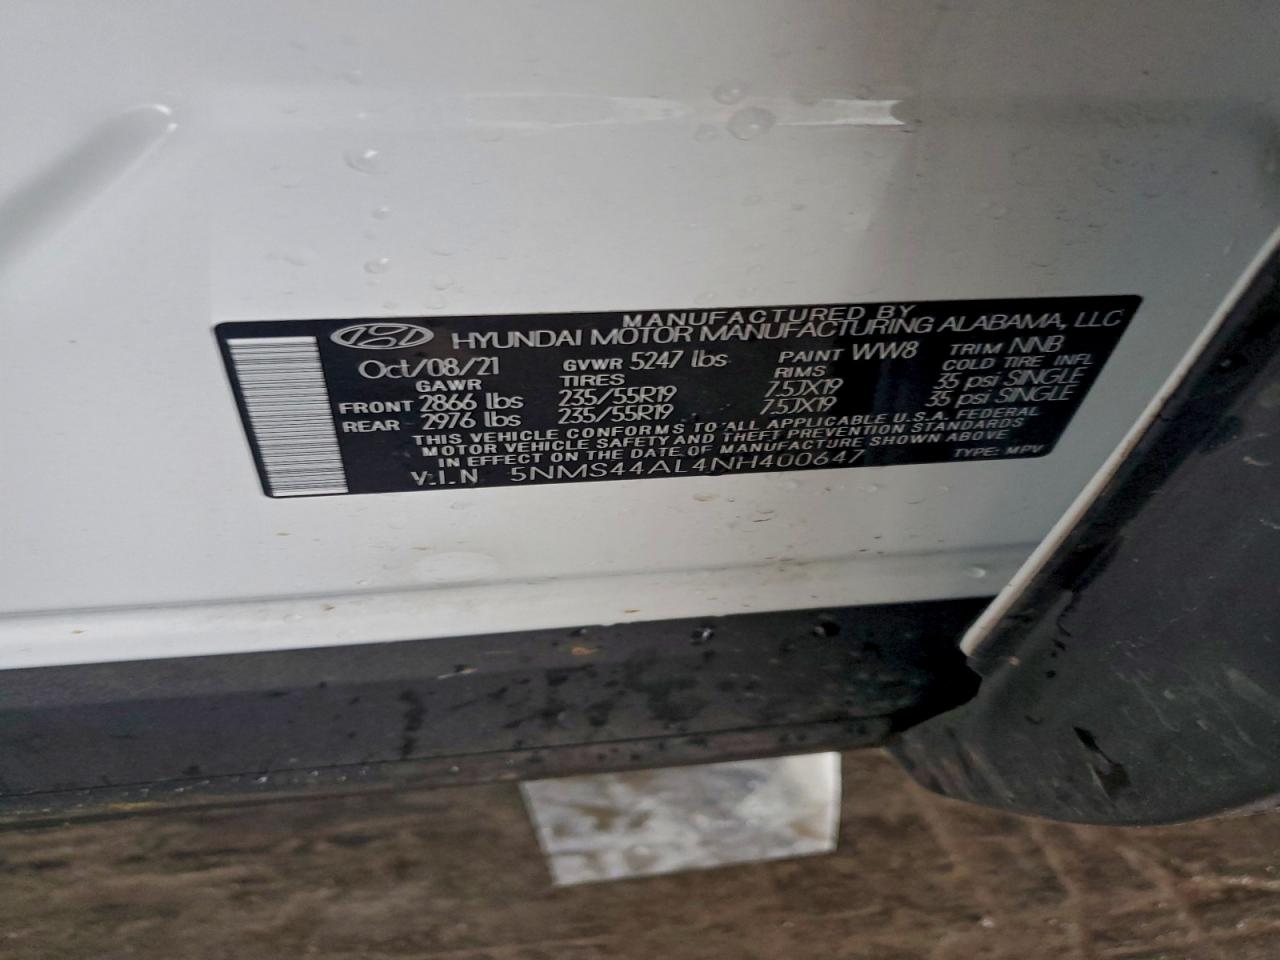 MANUFACTURED BY
HYUNDAI MOTOR MANUFACTURING ALABAMA, LLC
Oct/08/21 GVWR 5247 lbs PAINT WW8 TRIM NNB
GAWR TIRES RIMS COLD TIRE INFL
FRONT 2866 lbs 235/55R19 7.5JX19 35 psi SINGLE
REAR 2976 lbs 235/55R19 7.5JX19 35 psi SINGLE
THIS VEHICLE CONFORMS TO ALL APPLICABLE U.S.A. FEDERAL
MOTOR VEHICLE SAFETY AND THEFT PREVENTION STANDARDS
IN EFFECT ON THE DATE OF MANUFACTURE SHOWN ABOVE
V.I.N 5NMS44AL4NH400647 TYPE: MPV